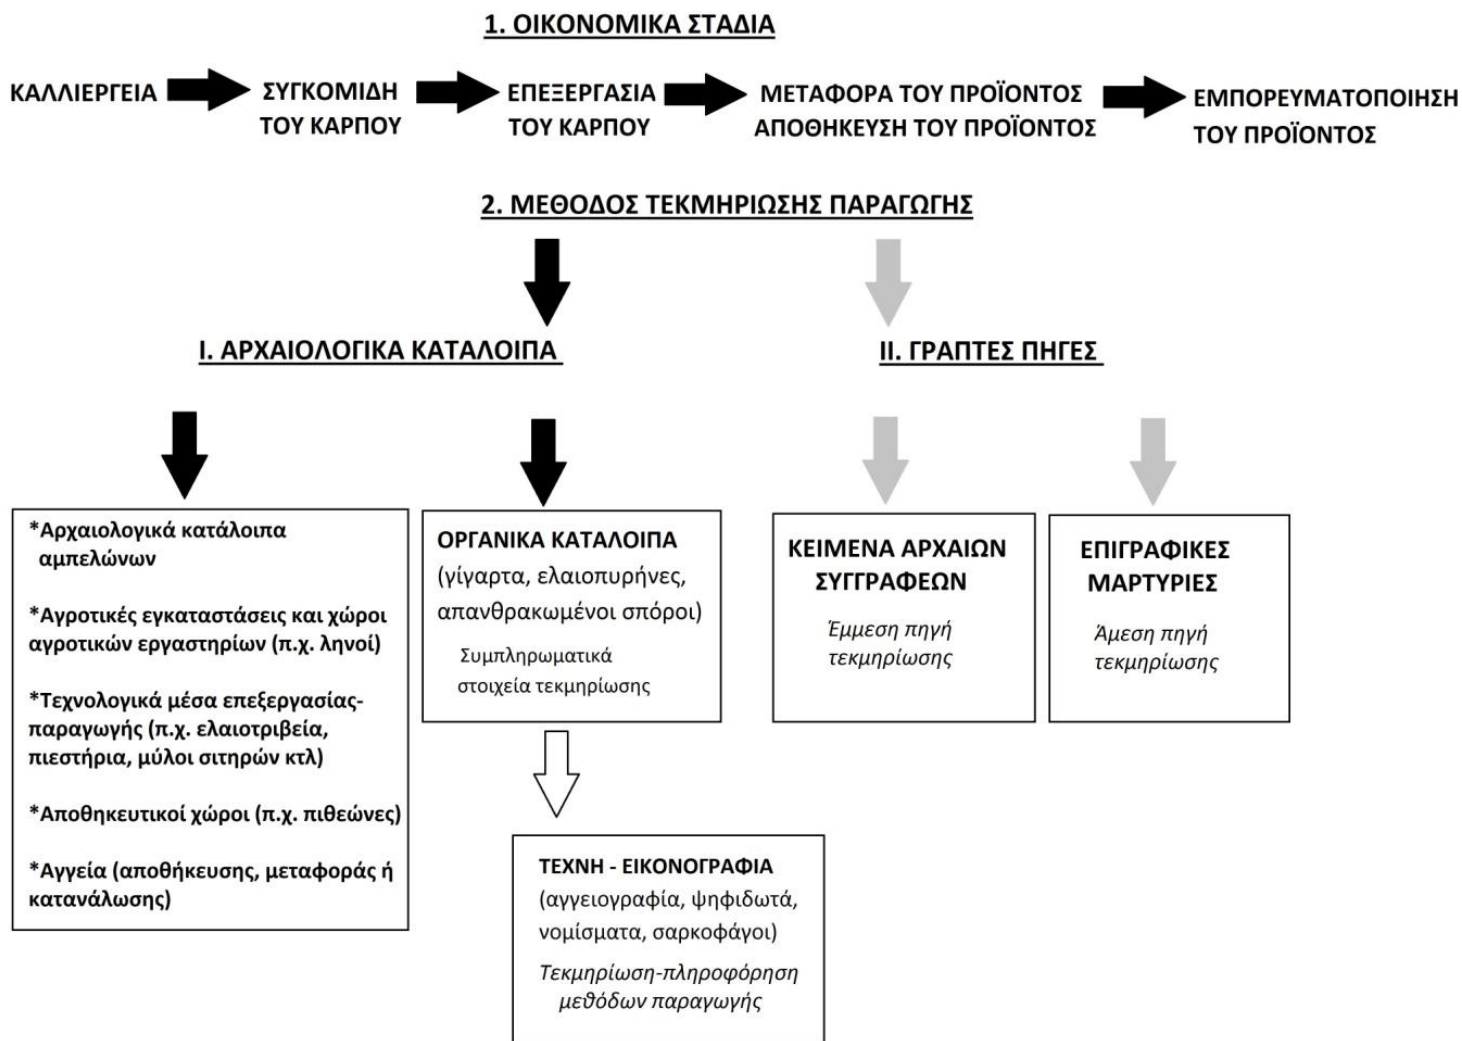 1. ΟΙΚΟΝΟΜΙΚΑ ΣΤΑΔΙΑ
ΚΑΛΛΙΕΡΓΕΙΑ
ΣΥΓΚΟΜΙΔΗ
ΤΟΥ ΚΑΡΠΟΥ
ΕΠΕΞΕΡΓΑΣΙΑ
ΤΟΥ ΚΑΡΠΟΥ
ΜΕΤΑΦΟΡΑ ΤΟΥ ΠΡΟΪΟΝΤΟΣ
ΑΠΟΘΗΚΕΥΣΗ ΤΟΥ ΠΡΟΪΟΝΤΟΣ
ΕΜΠΟΡΕΥΜΑΤΟΠΟΙΗΣΗ
ΤΟΥ ΠΡΟΪΟΝΤΟΣ
2. ΜΕΘΟΔΟΣ ΤΕΚΜΗΡΙΩΣΗΣ ΠΑΡΑΓΩΓΗΣ
Ι. ΑΡΧΑΙΟΛΟΓΙΚΑ ΚΑΤΑΛΟΙΠΑ
ΙΙ. ΓΡΑΠΤΕΣ ΠΗΓΕΣ
*Αρχαιολογικά κατάλοιπα
αμπελώνων
*Αγροτικές εγκαταστάσεις και χώροι
αγροτικών εργαστηρίων (π.χ. ληνοί)
*Τεχνολογικά μέσα επεξεργασίας-
παραγωγής (π.χ. ελαιοτριβεία,
πιεστήρια, μύλοι σιτηρών κτλ)
*Αποθηκευτικοί χώροι (π.χ. πιθεώνες)
*Αγγεία (αποθήκευσης, μεταφοράς ή
κατανάλωσης)
ΟΡΓΑΝΙΚΑ ΚΑΤΑΛΟΙΠΑ
(γίγαρτα, ελαιοπυρήνες,
απανθρακωμένοι σπόροι)
Συμπληρωματικά
στοιχεία τεκμηρίωσης
ΤΕΧΝΗ - ΕΙΚΟΝΟΓΡΑΦΙΑ
(αγγειογραφία, ψηφιδωτά,
νομίσματα, σαρκοφάγοι)
Τεκμηρίωση-πληροφόρηση
μεθόδων παραγωγής
ΚΕΙΜΕΝΑ ΑΡΧΑΙΩΝ
ΣΥΓΓΡΑΦΕΩΝ
Έμμεση πηγή
τεκμηρίωσης
ΕΠΙΓΡΑΦΙΚΕΣ
ΜΑΡΤΥΡΙΕΣ
Άμεση πηγή
τεκμηρίωσης